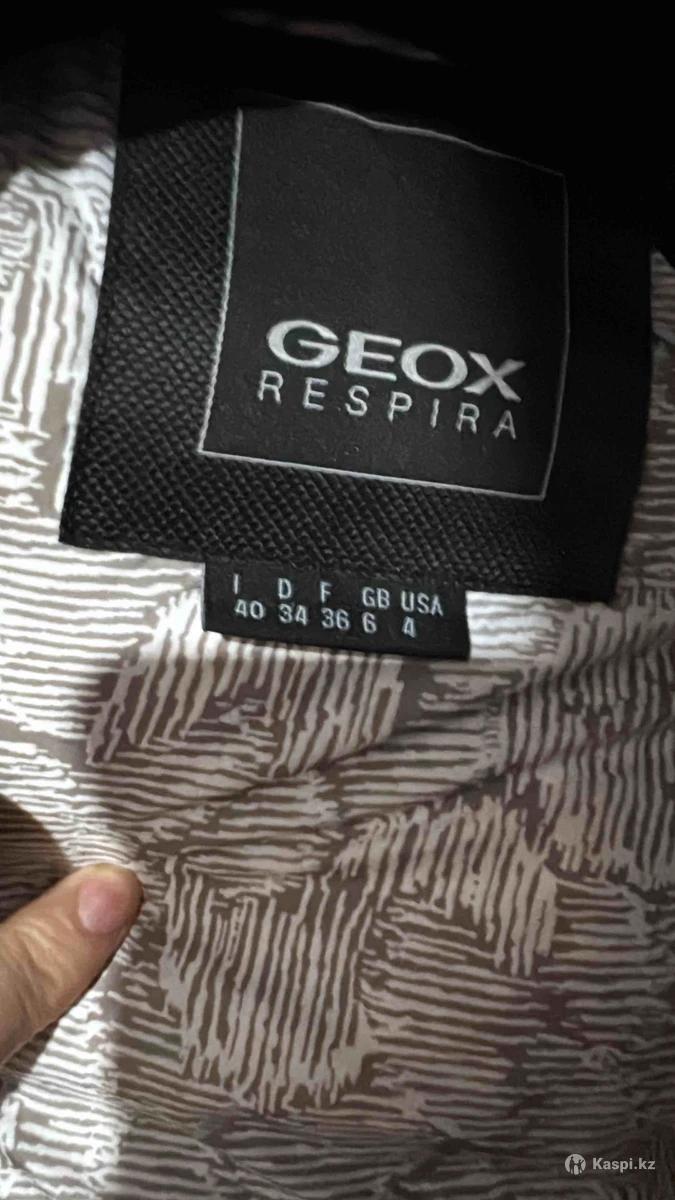 GEOX
RESPIRA
I D F GB USA
40 34 36 6 4
Kaspi.kz